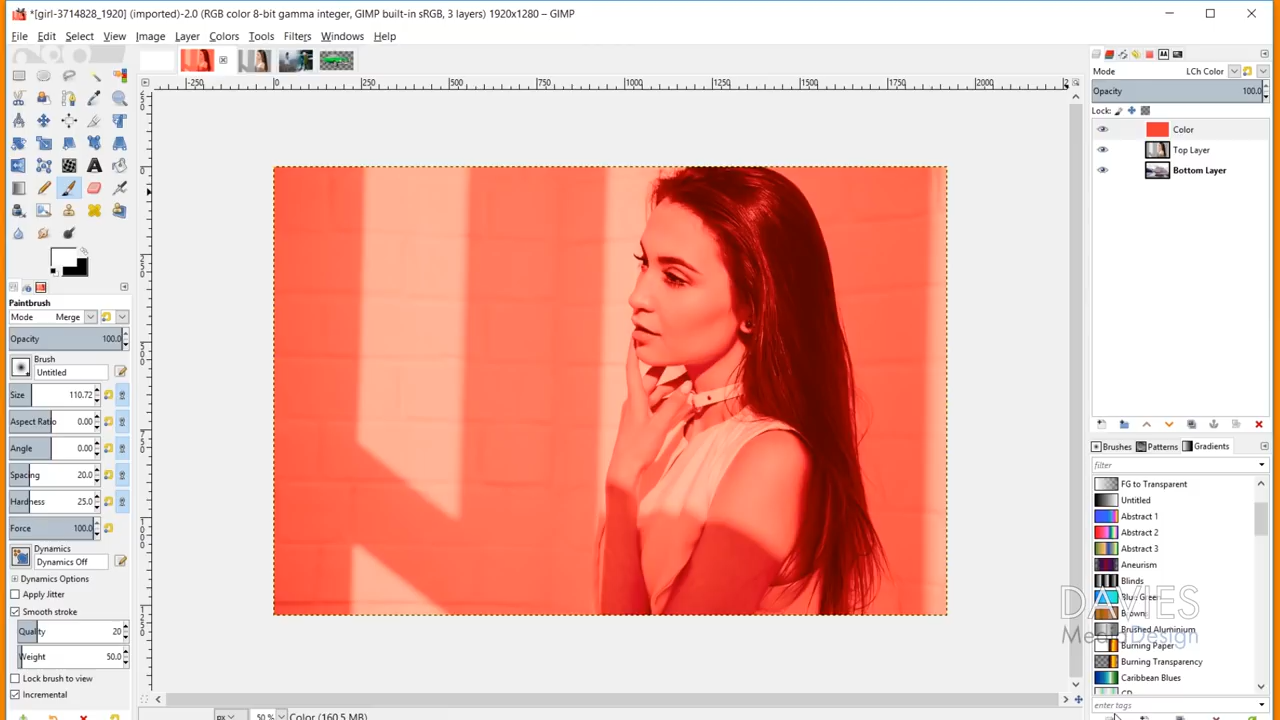 *[girl-3714828_1920] (imported)-2.0 (RGB color 8-bit gamma integer, GIMP built-in sRGB, 3 layers) 1920x1280 – GIMP
File Edit Select View Image Layer Colors Tools Filters Windows Help
Mode LCh Color
Opacity 100.0
Lock:
Color
Top Layer
Bottom Layer
-250 0 250 500 750 1000 1250 1500 1750 2000
Paintbrush
Mode Merge
Opacity 100.0
Brush
Untitled
Size 110.72
Aspect Ratio 0.00
Angle 0.00
Spacing 20.0
Hardness 25.0
Force 100.0
Dynamics
Dynamics Off
Dynamics Options
Apply Jitter
Smooth stroke
Quality 20
Weight 50.0
Lock brush to view
Incremental
Brushes Patterns Gradients
filter
FG to Transparent
Untitled
Abstract 1
Abstract 2
Abstract 3
Aneurism
Blinds
Blue Green
Brown
Brushed Aluminium
Burning Paper
Burning Transparency
Caribbean Blues
CD
enter tags
DAVIES
Media Design
px 50 % Color (160.5 MB)